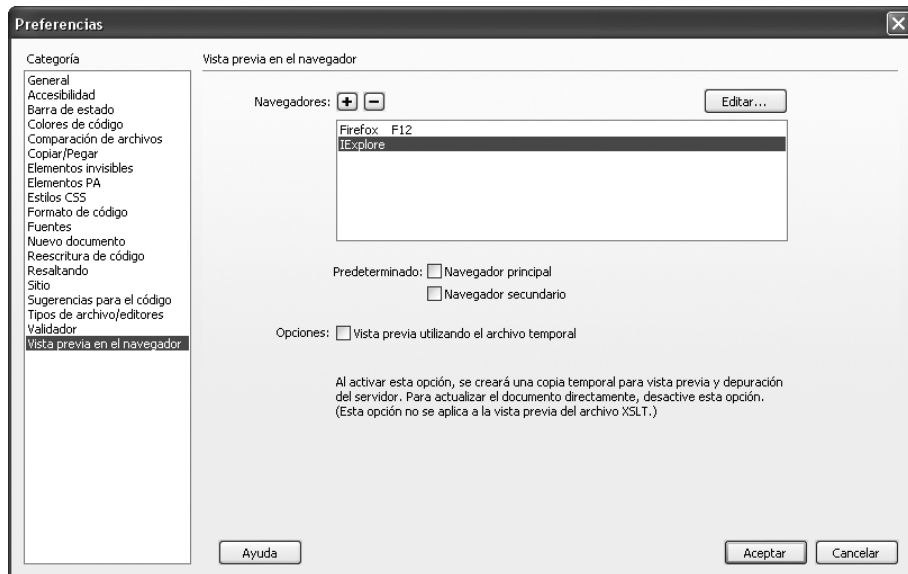 Preferencias
Categoría
General
Accesibilidad
Barra de estado
Colores de código
Comparación de archivos
Copiar/Pegar
Elementos invisibles
Elementos PA
Estilos CSS
Formato de código
Fuentes
Nuevo documento
Reescritura de código
Resaltando
Sitio
Sugerencias para el código
Tipos de archivo/editores
Validador
Vista previa en el navegador
Vista previa en el navegador
Navegadores:
Editar...
Firefox F12
IExplore
Predeterminado: Navegador principal
Navegador secundario
Opciones: Vista previa utilizando el archivo temporal
Al activar esta opción, se creará una copia temporal para vista previa y depuración
del servidor. Para actualizar el documento directamente, desactive esta opción.
(Esta opción no se aplica a la vista previa del archivo XSLT.)
Ayuda
Aceptar
Cancelar